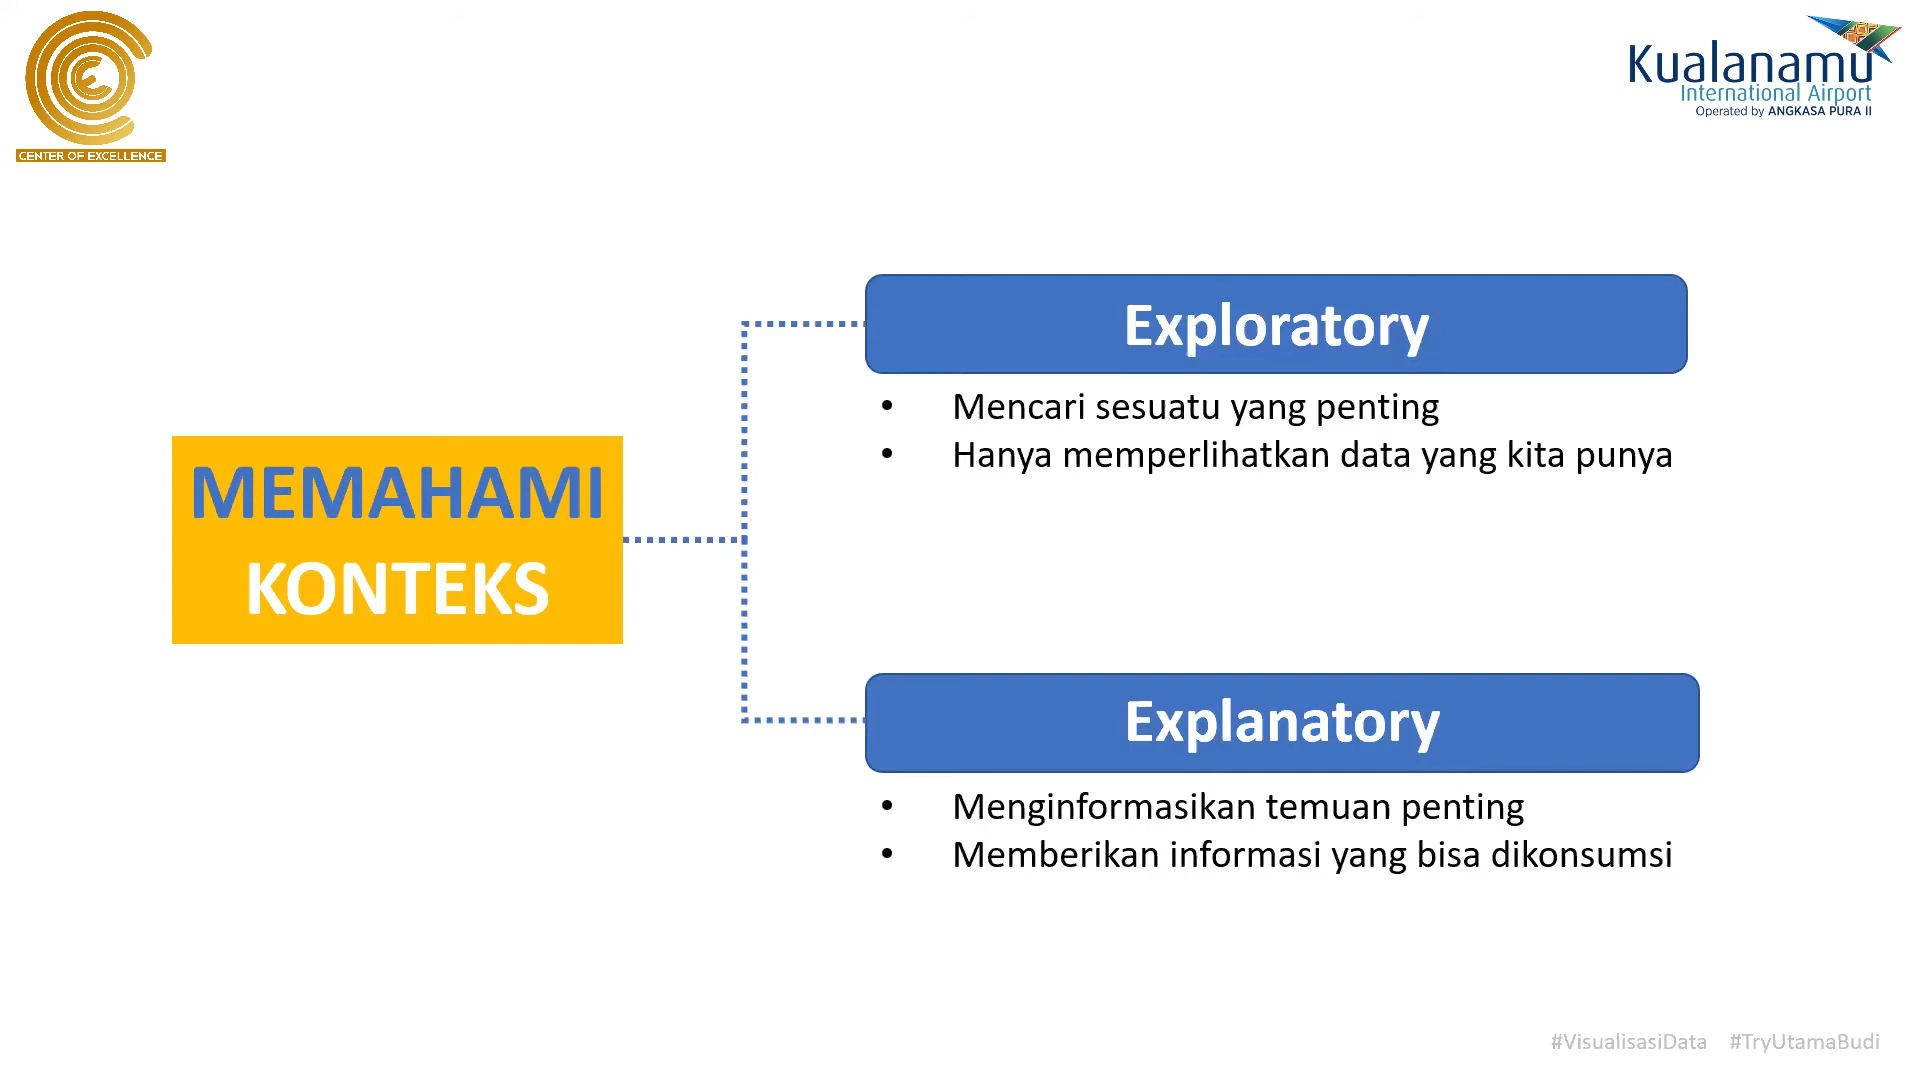 CENTER OF EXCELLENCE
Kualanamu
International Airport
Operated by ANGKASA PURA II
MEMAHAMI
KONTEKS
Exploratory
• Mencari sesuatu yang penting
• Hanya memperlihatkan data yang kita punya
Explanatory
• Menginformasikan temuan penting
• Memberikan informasi yang bisa dikonsumsi
#VisualisasiData #TryUtamaBudi